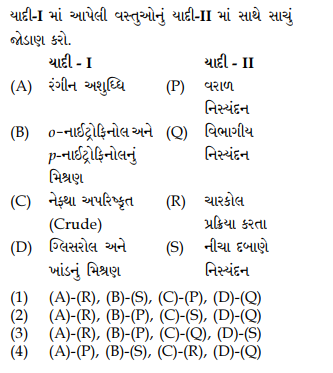 યાદી-I માં આપેલી વસ્તુઓનું યાદી-II માં સાથે સાચું
જોડાણ કરો.
યાદી - I યાદી - II
(A) રંગીન અશુધ્ધિ (P) વરાળ
નિસ્યંદન
(B) o-નાઈટ્રોફિનોલ અને (Q) વિભાગીય
p-નાઈટ્રોફિનોલનું નિસ્યંદન
મિશ્રણ
(C) નેફ્થા અપરિષ્કૃત (R) ચારકોલ
(Crude) પ્રક્રિયા કરતા
(D) ગ્લિસરોલ અને (S) નીચા દબાણે
ખાંડનું મિશ્રણ નિસ્યંદન
(1) (A)-(R), (B)-(S), (C)-(P), (D)-(Q)
(2) (A)-(R), (B)-(P), (C)-(S), (D)-(Q)
(3) (A)-(R), (B)-(P), (C)-(Q), (D)-(S)
(4) (A)-(P), (B)-(S), (C)-(R), (D)-(Q)